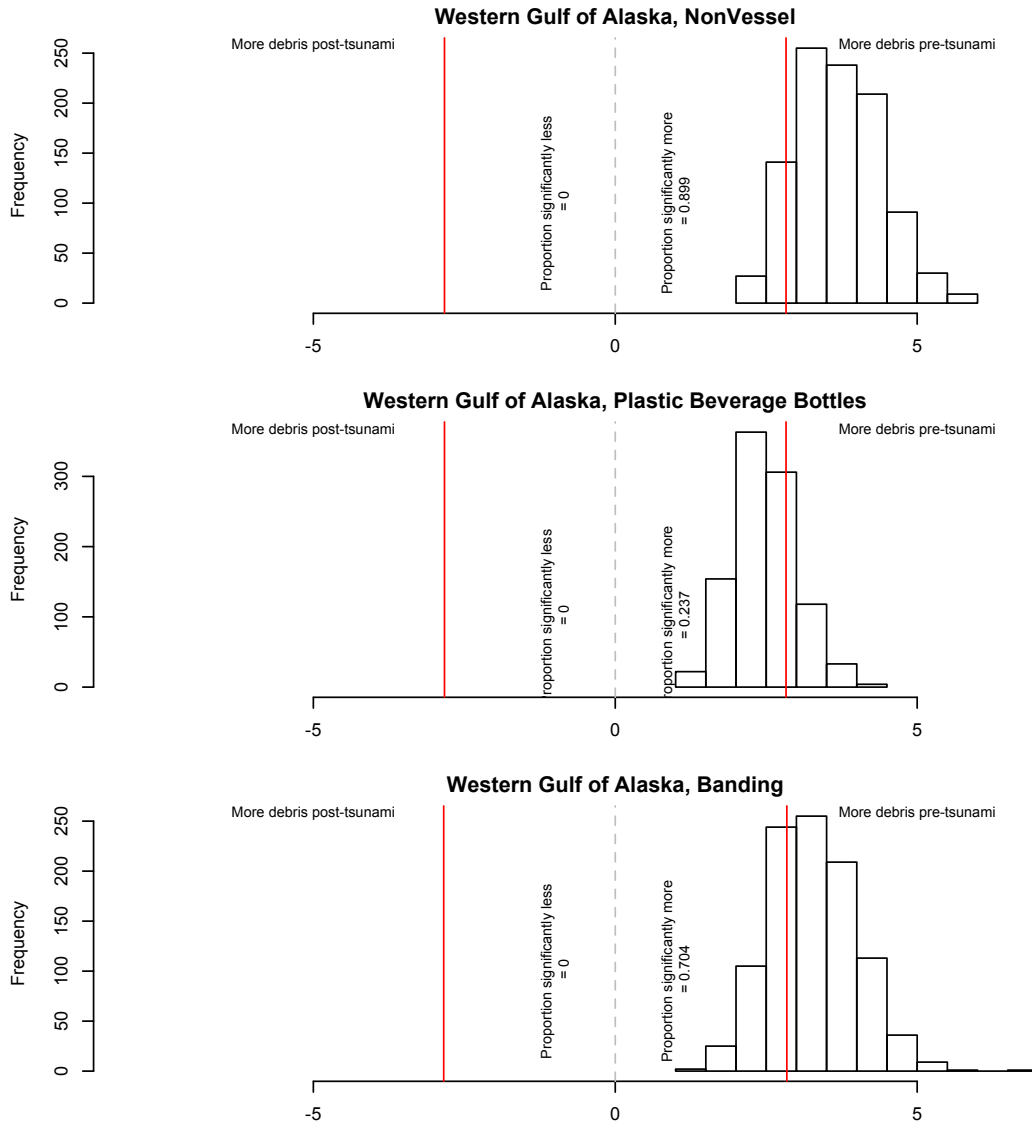 Western Gulf of Alaska, NonVessel
More debris post-tsunami
More debris pre-tsunami
Frequency
250
200
150
100
50
0
Proportion significantly less
= 0
Proportion significantly more
= 0.899
-5
0
5
Western Gulf of Alaska, Plastic Beverage Bottles
More debris post-tsunami
More debris pre-tsunami
Frequency
300
200
100
0
roportion significantly less
= 0
roportion significantly more
= 0.237
-5
0
5
Western Gulf of Alaska, Banding
More debris post-tsunami
More debris pre-tsunami
Frequency
250
200
150
100
50
0
Proportion significantly less
= 0
Proportion significantly more
= 0.704
-5
0
5